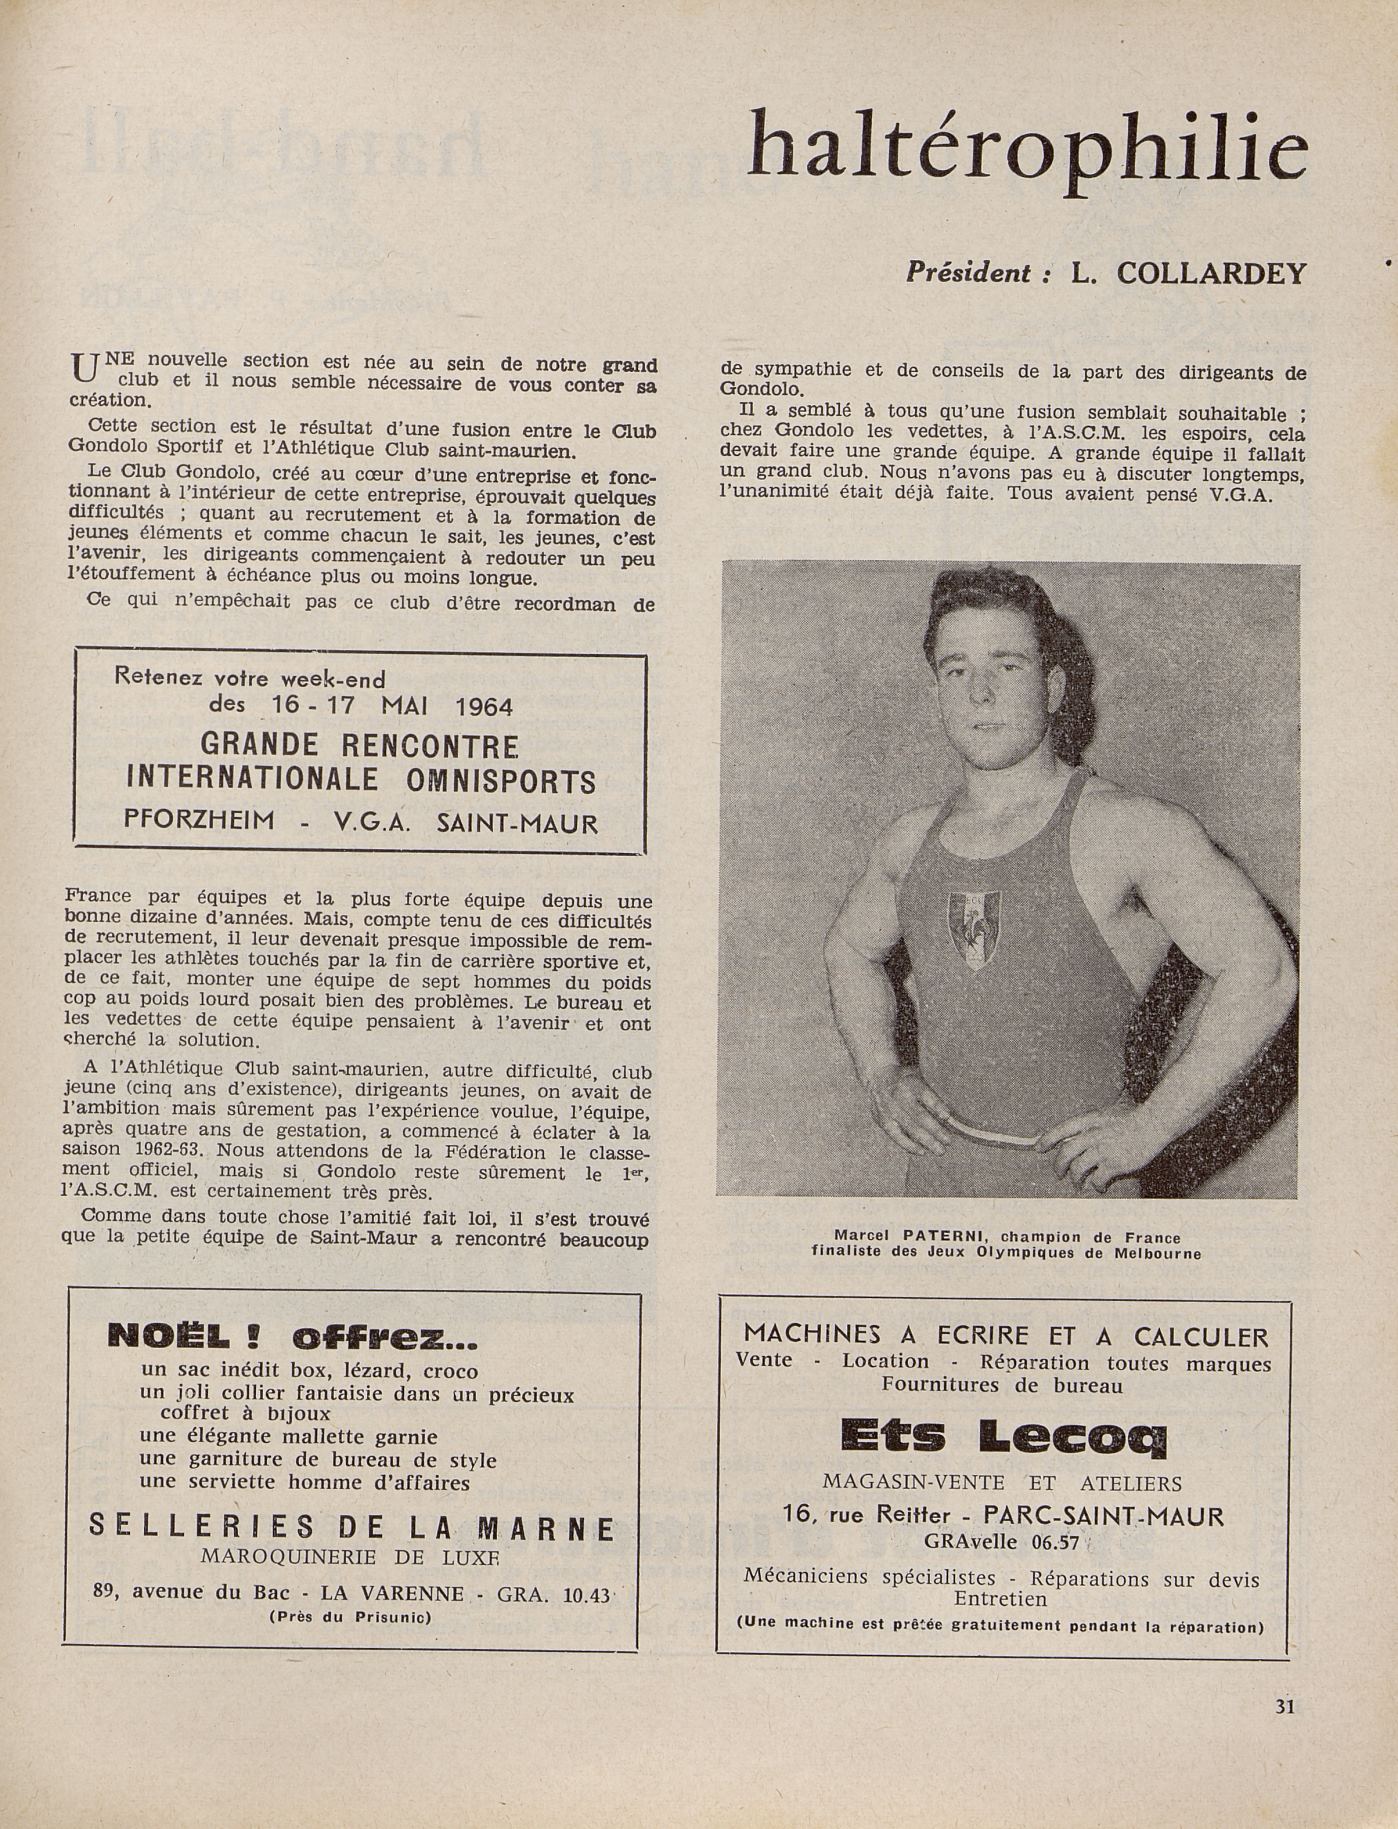 haltérophilie
Président : L. COLLARDEY
UNE nouvelle section est née au sein de notre grand
club et il nous semble nécessaire de vous conter sa
création.
Cette section est le résultat d'une fusion entre le Club
Gondolo Sportif et l'Athlétique Club saint-maurien.
Le Club Gondolo, créé au cœur d'une entreprise et fonc-
tionnant à l'intérieur de cette entreprise, éprouvait quelques
difficultés ; quant au recrutement et à la formation de
jeunes éléments et comme chacun le sait, les jeunes, c'est
l'avenir, les dirigeants commençaient à redouter un peu
l'étouffement à échéance plus ou moins longue.
Ce qui n'empêchait pas ce club d'être recordman de
Retenez votre week-end
des 16 - 17 MAI 1964
GRANDE RENCONTRE
INTERNATIONALE OMNISPORTS
PFORZHEIM - V.G.A. SAINT-MAUR
France par équipes et la plus forte équipe depuis une
bonne dizaine d'années. Mais, compte tenu de ces difficultés
de recrutement, il leur devenait presque impossible de rem-
placer les athlètes touchés par la fin de carrière sportive et,
de ce fait, monter une équipe de sept hommes du poids
cop au poids lourd posait bien des problèmes. Le bureau et
les vedettes de cette équipe pensaient à l'avenir et ont
cherché la solution.
A l'Athlétique Club saint-maurien, autre difficulté, club
jeune (cinq ans d'existence), dirigeants jeunes, on avait de
l'ambition mais sûrement pas l'expérience voulue, l'équipe,
après quatre ans de gestation, a commencé à éclater à la
saison 1962-63. Nous attendons de la Fédération le classe-
ment officiel, mais si Gondolo reste sûrement le 1er,
l'A.S.C.M. est certainement très près.
Comme dans toute chose l'amitié fait loi, il s'est trouvé
que la petite équipe de Saint-Maur a rencontré beaucoup
de sympathie et de conseils de la part des dirigeants de
Gondolo.
Il a semblé à tous qu'une fusion semblait souhaitable ;
chez Gondolo les vedettes, à l'A.S.C.M. les espoirs, cela
devait faire une grande équipe. A grande équipe il fallait
un grand club. Nous n'avons pas eu à discuter longtemps,
l'unanimité était déjà faite. Tous avaient pensé V.G.A.
Marcel PATERNI, champion de France
finaliste des Jeux Olympiques de Melbourne
NOËL ! offrez...
un sac inédit box, lézard, croco
un joli collier fantaisie dans un précieux
coffret à bijoux
une élégante mallette garnie
une garniture de bureau de style
une serviette homme d'affaires
SELLERIES DE LA MARNE
MAROQUINERIE DE LUXE
89, avenue du Bac - LA VARENNE - GRA. 10.43
(Près du Prisunic)
MACHINES A ECRIRE ET A CALCULER
Vente - Location - Réparation toutes marques
Fournitures de bureau
Ets Lecoq
MAGASIN-VENTE ET ATELIERS
16, rue Reitter - PARC-SAINT-MAUR
GRAvelle 06.57
Mécaniciens spécialistes - Réparations sur devis
Entretien
(Une machine est prêtée gratuitement pendant la réparation)
31